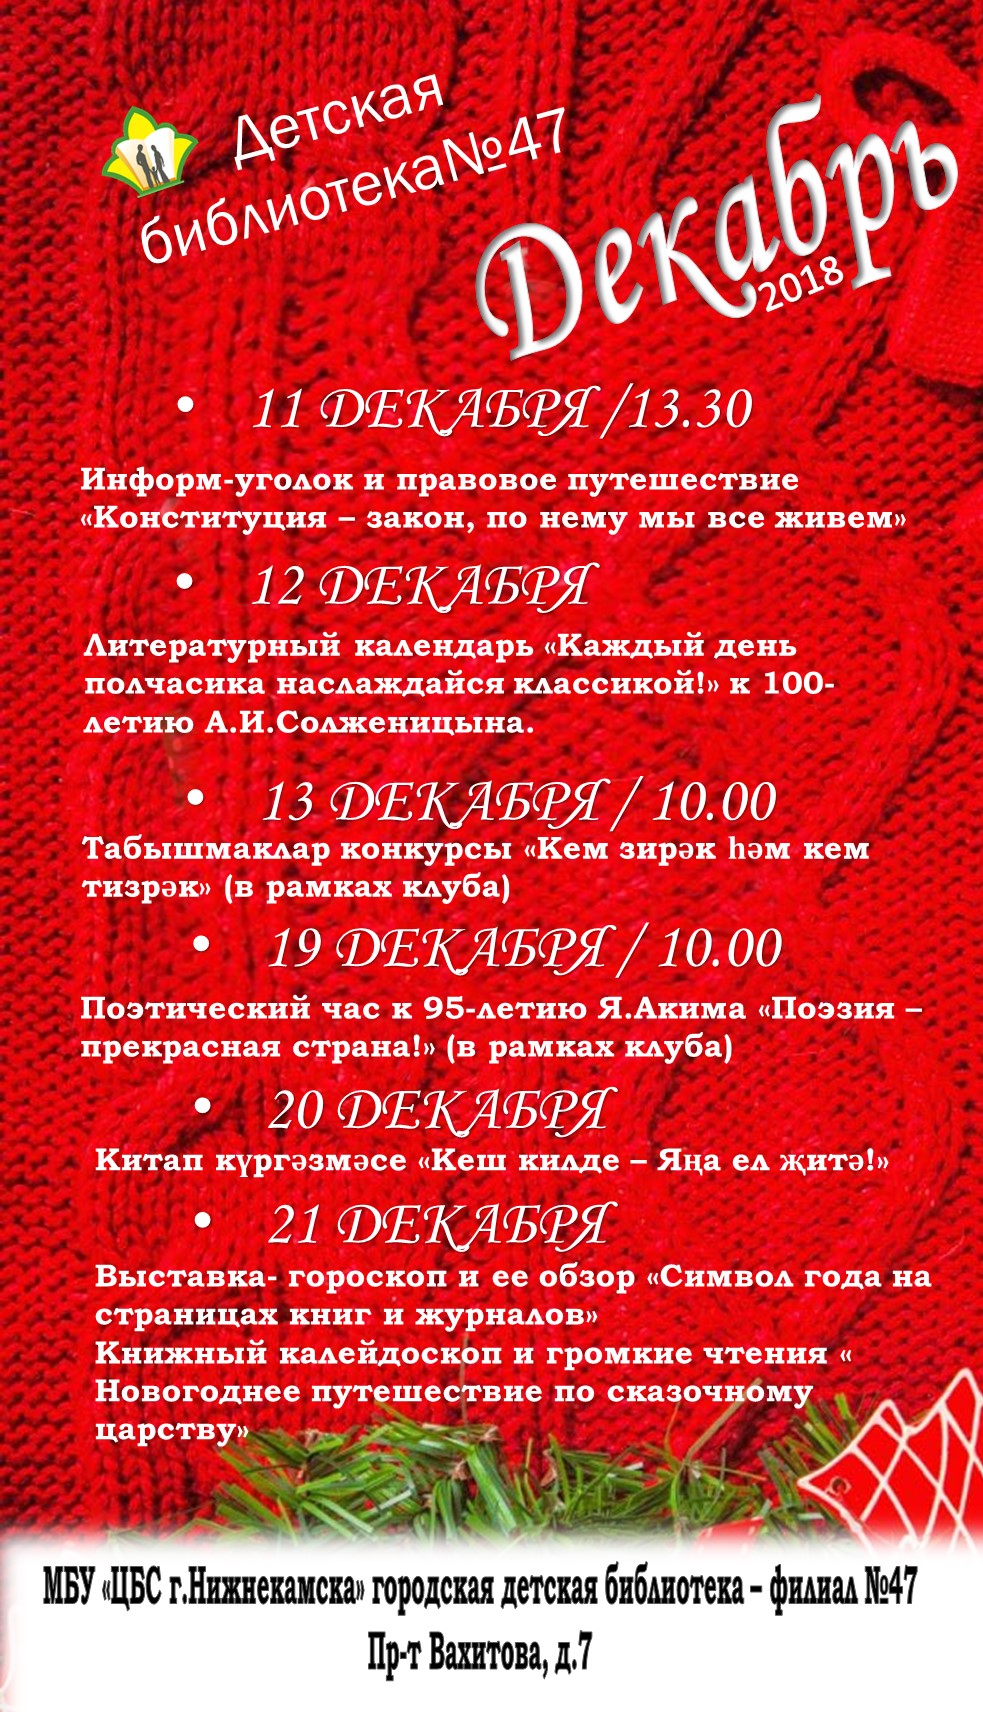 Детская
библиотека№47
Декабрь
2018
• 11 ДЕКАБРЯ /13.30
Информ-уголок и правовое путешествие
«Конституция – закон, по нему мы все живем»
• 12 ДЕКАБРЯ
Литературный календарь «Каждый день
полчасика наслаждайся классикой!» к 100-
летию А.И.Солженицына.
• 13 ДЕКАБРЯ / 10.00
Табышмаклар конкурсы «Кем зирәк һәм кем
тизрәк» (в рамках клуба)
• 19 ДЕКАБРЯ / 10.00
Поэтический час к 95-летию Я.Акима «Поэзия –
прекрасная страна!» (в рамках клуба)
• 20 ДЕКАБРЯ
Китап күргәзмәсе «Кеш килде – Яңа ел җитә!»
• 21 ДЕКАБРЯ
Выставка- гороскоп и ее обзор «Символ года на
страницах книг и журналов»
Книжный калейдоскоп и громкие чтения «
Новогоднее путешествие по сказочному
царству»
МБУ «ЦБС г.Нижнекамска» городская детская библиотека – филиал №47
Пр-т Вахитова, д.7